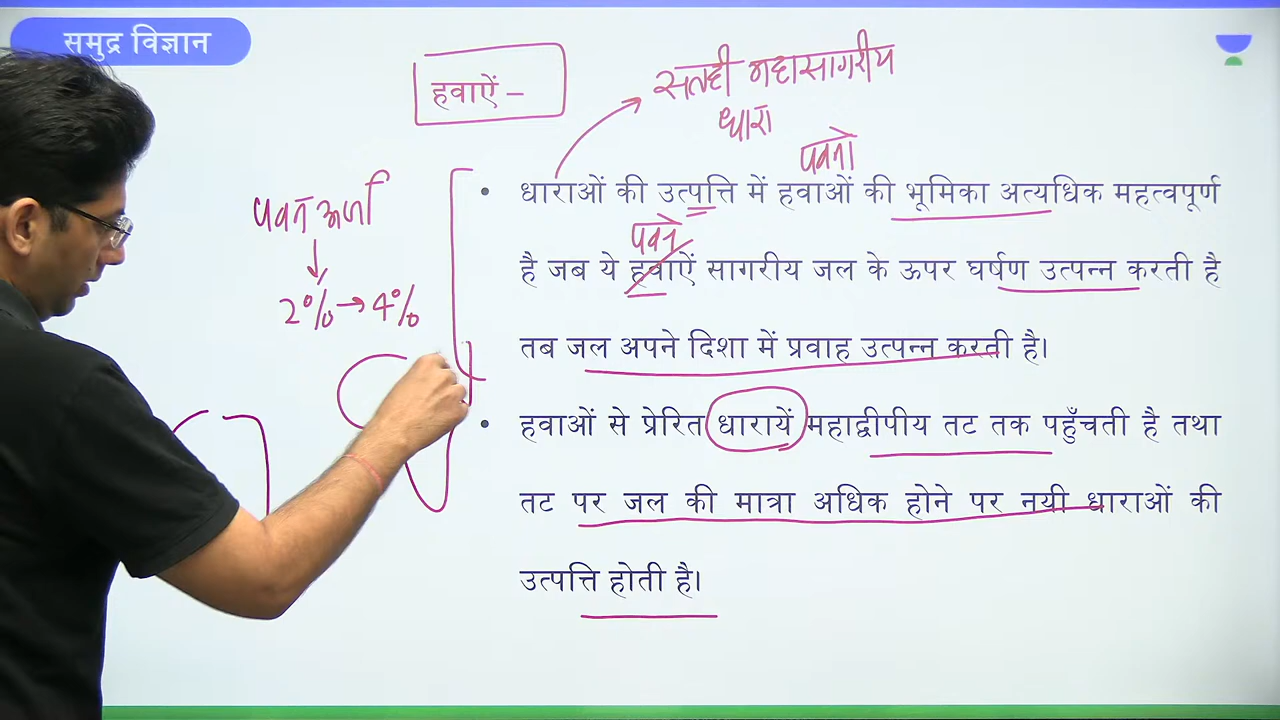 समुद्र विज्ञान
हवाऐं –
सतही महासागरीय
धारा
पवनों
पवन ऊर्जा
2% → 4%
• धाराओं की उत्पत्ति में हवाओं की भूमिका अत्यधिक महत्वपूर्ण
पवनें
है जब ये हवाऐं सागरीय जल के ऊपर घर्षण उत्पन्न करती है
तब जल अपने दिशा में प्रवाह उत्पन्न करती है।
• हवाओं से प्रेरित धारायें महाद्वीपीय तट तक पहुँचती है तथा
तट पर जल की मात्रा अधिक होने पर नयी धाराओं की
उत्पत्ति होती है।